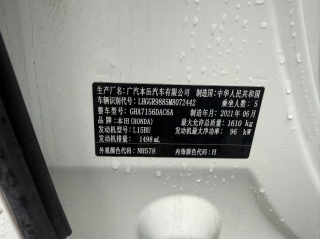 生产厂名：广汽本田汽车有限公司 制造国：中华人民共和国
车辆识别代号：LHGGR9885M8072442 乘坐人数：5
整车型号：GHA7156DAC6A 制造年月：2021年06月
品牌：本田(HONDA) 最大允许总质量：1610 kg
发动机型号：L15BU 发动机最大净功率：96 kW
发动机排量：1498 mL
外观颜色代码：NH578 内饰颜色代码：H